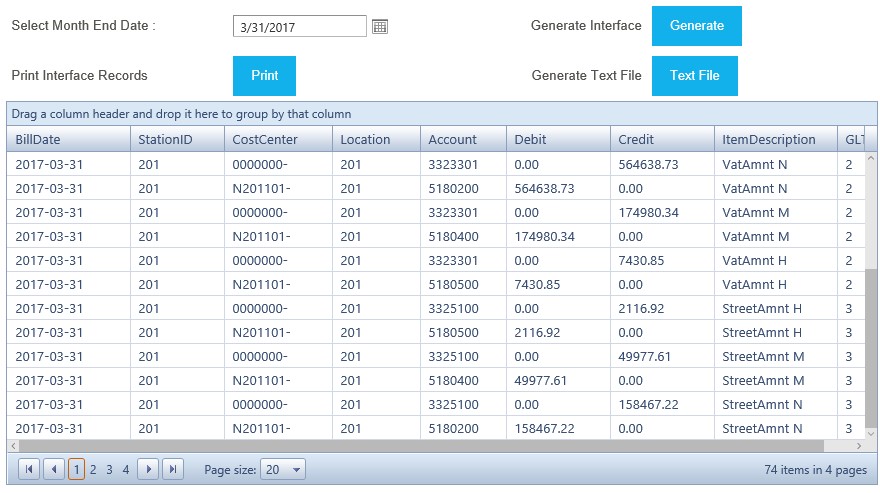 Select Month End Date : 3/31/2017 Generate Interface Generate
Print Interface Records Print Generate Text File Text File
Drag a column header and drop it here to group by that column
BillDate StationID CostCenter Location Account Debit Credit ItemDescription GLT
2017-03-31 201 0000000- 201 3323301 0.00 564638.73 VatAmnt N 2
2017-03-31 201 N201101- 201 5180200 564638.73 0.00 VatAmnt N 2
2017-03-31 201 0000000- 201 3323301 0.00 174980.34 VatAmnt M 2
2017-03-31 201 N201101- 201 5180400 174980.34 0.00 VatAmnt M 2
2017-03-31 201 0000000- 201 3323301 0.00 7430.85 VatAmnt H 2
2017-03-31 201 N201101- 201 5180500 7430.85 0.00 VatAmnt H 2
2017-03-31 201 0000000- 201 3325100 0.00 2116.92 StreetAmnt H 3
2017-03-31 201 N201101- 201 5180500 2116.92 0.00 StreetAmnt H 3
2017-03-31 201 0000000- 201 3325100 0.00 49977.61 StreetAmnt M 3
2017-03-31 201 N201101- 201 5180400 49977.61 0.00 StreetAmnt M 3
2017-03-31 201 0000000- 201 3325100 0.00 158467.22 StreetAmnt N 3
2017-03-31 201 N201101- 201 5180200 158467.22 0.00 StreetAmnt N 3
1 2 3 4 Page size: 20 74 items in 4 pages